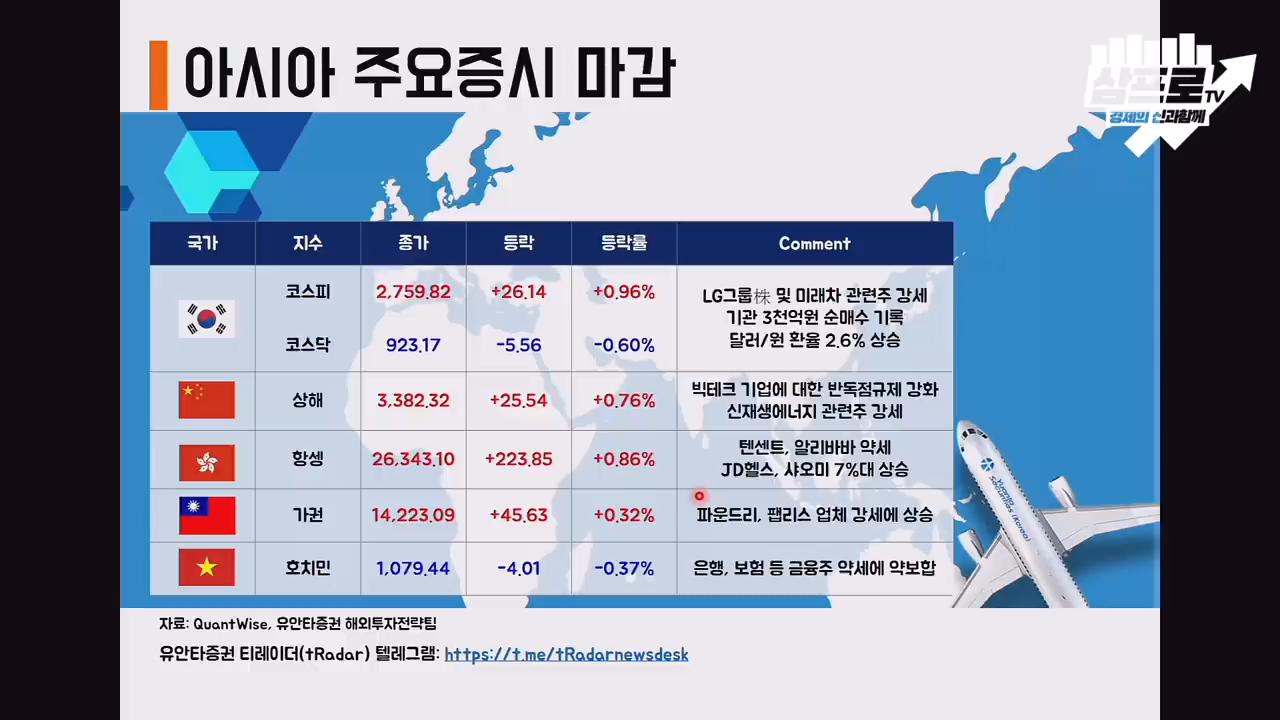 아시아 주요증시 마감
삼프로TV
경제의 신과함께
국가 지수 종가 등락 등락률 Comment
코스피 2,759.82 +26.14 +0.96%
코스닥 923.17 -5.56 -0.60%
LG그룹株 및 미래차 관련주 강세
기관 3천억원 순매수 기록
달러/원 환율 2.6% 상승
상해 3,382.32 +25.54 +0.76%
빅테크 기업에 대한 반독점규제 강화
신재생에너지 관련주 강세
항셍 26,343.10 +223.85 +0.86%
텐센트, 알리바바 약세
JD헬스, 샤오미 7%대 상승
가권 14,223.09 +45.63 +0.32% 파운드리, 팹리스 업체 강세에 상승
호치민 1,079.44 -4.01 -0.37% 은행, 보험 등 금융주 약세에 약보합
Yuanta
Securities (Korea)
자료: QuantWise, 유안타증권 해외투자전략팀
유안타증권 티레이더(tRadar) 텔레그램: https://t.me/tRadarnewsdesk